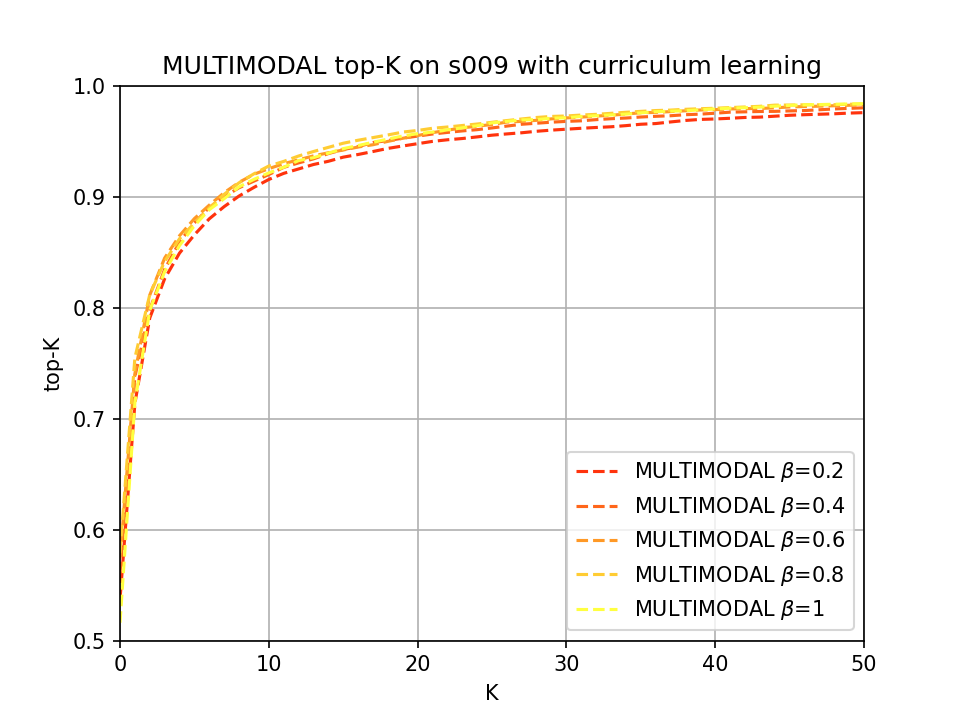 MULTIMODAL top-K on s009 with curriculum learning
1.0
0.9
0.8
0.7
0.6
0.5
top-K
MULTIMODAL β=0.2
MULTIMODAL β=0.4
MULTIMODAL β=0.6
MULTIMODAL β=0.8
MULTIMODAL β=1
0 10 20 30 40 50
K